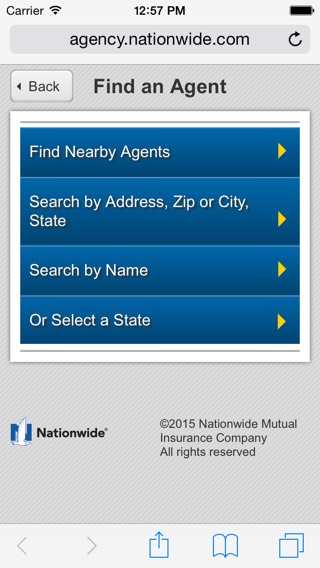 Carrier 12:57 PM
agency.nationwide.com
Back Find an Agent
Find Nearby Agents
Search by Address, Zip or City,
State
Search by Name
Or Select a State
Nationwide®
©2015 Nationwide Mutual
Insurance Company
All rights reserved